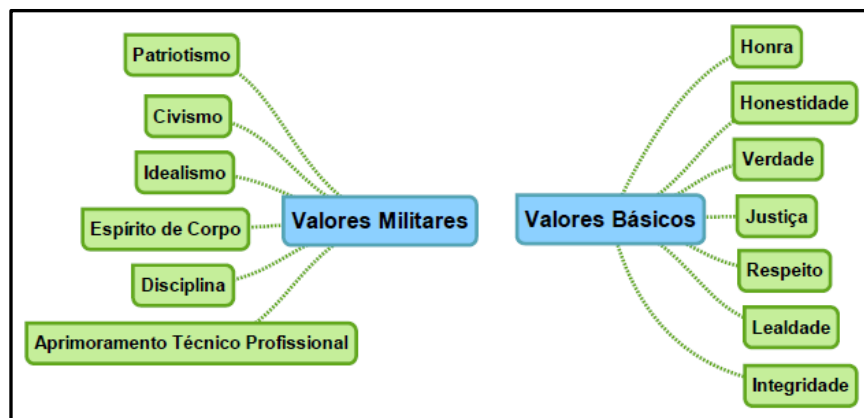 Patriotismo
Civismo
Idealismo
Espírito de Corpo
Disciplina
Aprimoramento Técnico Profissional
Valores Militares
Valores Básicos
Honra
Honestidade
Verdade
Justiça
Respeito
Lealdade
Integridade